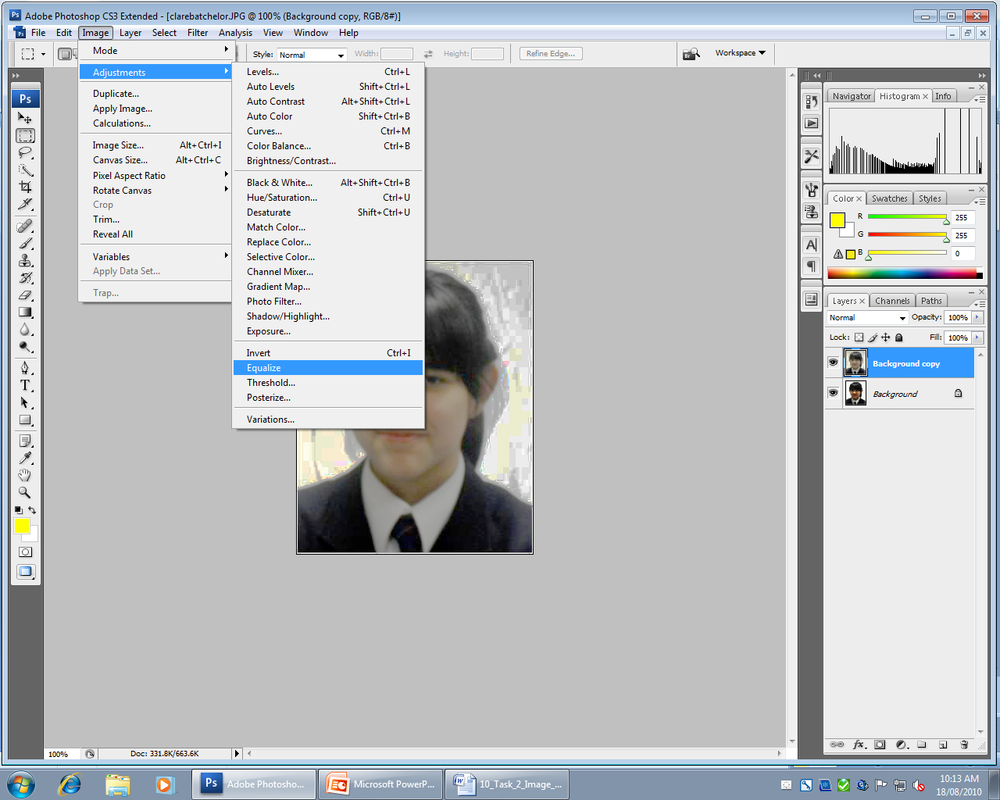 Ps Adobe Photoshop CS3 Extended - [clarebatchelor.JPG @ 100% (Background copy, RGB/8#)]
Ps File Edit Image Layer Select Filter Analysis View Window Help
Style: Normal Width: Height: Refine Edge... Br Workspace
Mode
Adjustments
Duplicate...
Apply Image...
Calculations...
Image Size... Alt+Ctrl+I
Canvas Size... Alt+Ctrl+C
Pixel Aspect Ratio
Rotate Canvas
Crop
Trim...
Reveal All
Variables
Apply Data Set...
Trap...
Levels... Ctrl+L
Auto Levels Shift+Ctrl+L
Auto Contrast Alt+Shift+Ctrl+L
Auto Color Shift+Ctrl+B
Curves... Ctrl+M
Color Balance... Ctrl+B
Brightness/Contrast...
Black & White... Alt+Shift+Ctrl+B
Hue/Saturation... Ctrl+U
Desaturate Shift+Ctrl+U
Match Color...
Replace Color...
Selective Color...
Channel Mixer...
Gradient Map...
Photo Filter...
Shadow/Highlight...
Exposure...
Invert Ctrl+I
Equalize
Threshold...
Posterize...
Variations...
Ps
T
Navigator Histogram Info
Color Swatches Styles
R 255
G 255
B 0
A
Layers Channels Paths
Normal Opacity: 100%
Lock: Fill: 100%
Background copy
Background
fx
100% Doc: 331.8K/663.6K
Ps Adobe Photosho...
Microsoft PowerP...
10_Task_2_Image_...
10:13 AM
18/08/2010